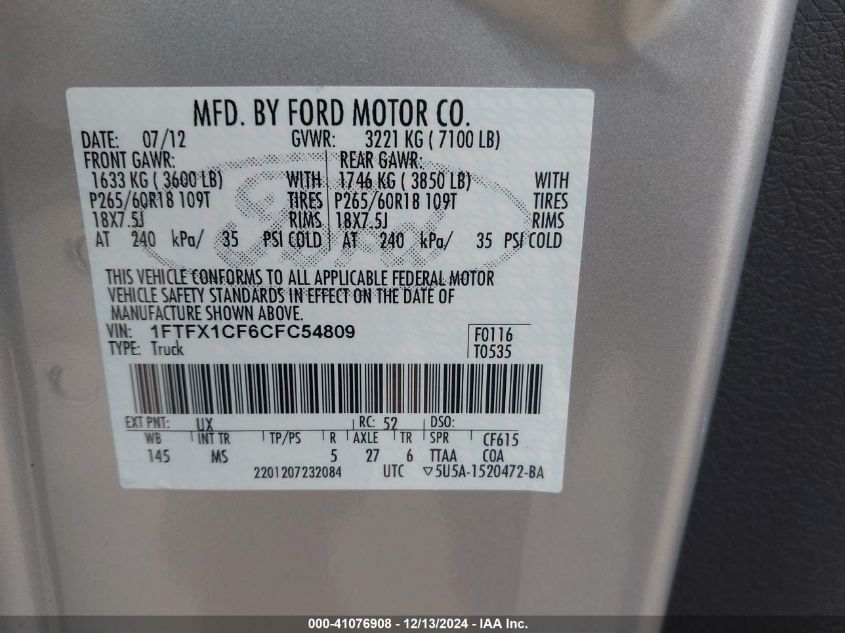 MFD. BY FORD MOTOR CO.
DATE: 07/12 GVWR: 3221 KG ( 7100 LB)
FRONT GAWR: REAR GAWR:
1633 KG ( 3600 LB) WITH 1746 KG ( 3850 LB) WITH
P265/60R18 109T TIRES P265/60R18 109T TIRES
18X7.5J RIMS 18X7.5J RIMS
AT 240 kPa/ 35 PSI COLD AT 240 kPa/ 35 PSI COLD
Ford
THIS VEHICLE CONFORMS TO ALL APPLICABLE FEDERAL MOTOR
VEHICLE SAFETY STANDARDS IN EFFECT ON THE DATE OF
MANUFACTURE SHOWN ABOVE.
VIN: 1FTFX1CF6CFC54809 F0116
TYPE: Truck T0535
EXT PNT: UX RC: 52 DSO:
WB INT TR TP/PS R AXLE TR SPR CF615
145 MS 5 27 6 TTAA COA
2201207232084 UTC ▽5U5A-1520472-BA
000-41076908 - 12/13/2024 - IAA Inc.